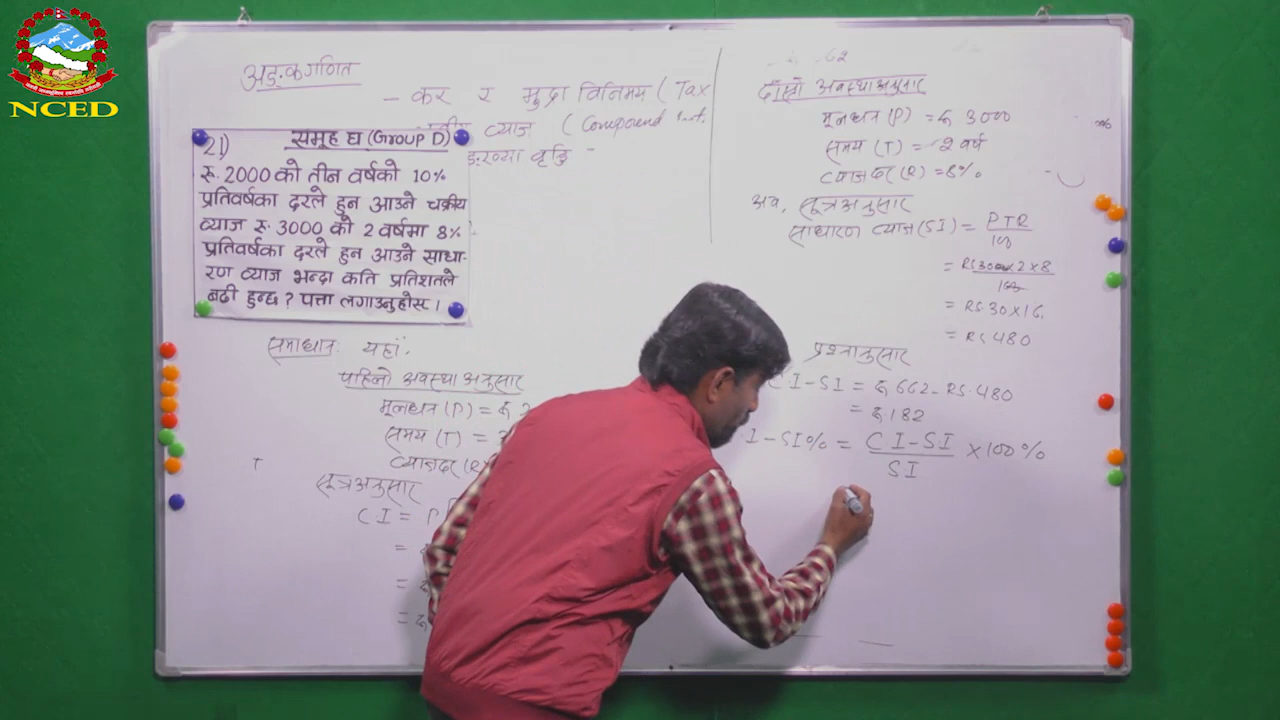 NCED
अङ्कगणित
- कर र मुद्रा विनिमय ( Tax
व्याज ( Compound Int.
वृद्धि
21) समूह घ (Group D)
रु. 2000 को तीन वर्षको 10%
प्रतिवर्षका दरले हुन आउने चक्रीय
व्याज रु. 3000 को 2 वर्षमा 8%
प्रतिवर्षका दरले हुन आउने साधा-
रण व्याज भन्दा कति प्रतिशतले
बढी हुन्छ ? पत्ता लगाउनुहोस् ।
समाधानः यहाँ,
पहिलो अवस्था अनुसार
मूलधन (P) = रु
समय (T) =
व्याजदर (R)
सूत्रअनुसार
CI = P
=
=
= रु
62
दोस्रो अवस्था अनुसार
मूलधन (P) = रु 3000
समय (T) = 2 वर्ष
व्याजदर (R) = 8%
अब, सूत्रअनुसार
साधारण व्याज (SI) = PTR
100
= RS 3000 × 2 × 8
100
= RS. 30 × 16
= RS 480
प्रश्नानुसार
CI - SI = रु 662 - RS. 480
= रु. 182
I - SI % = CI - SI × 100 %
SI